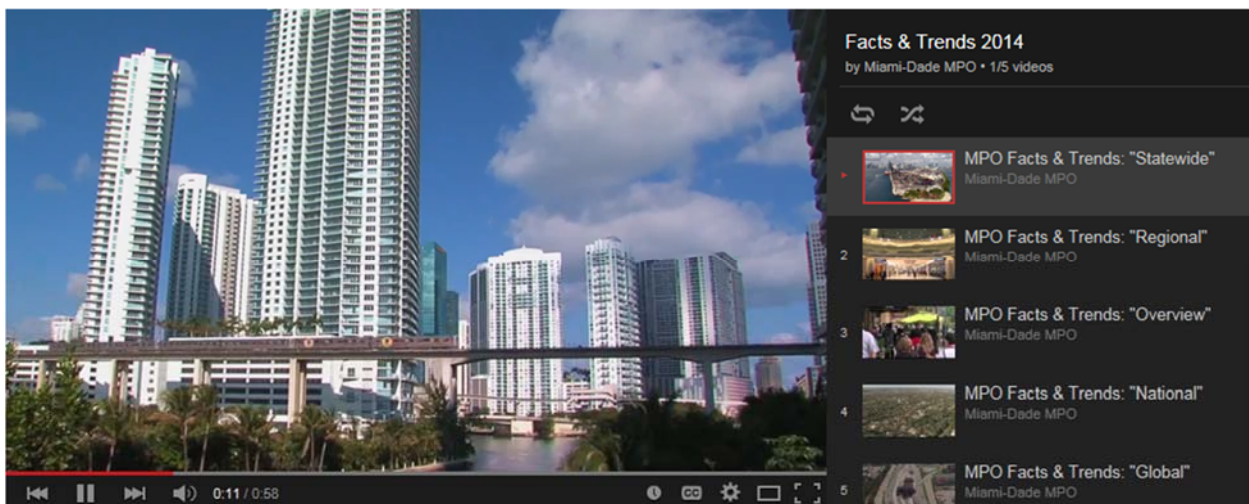 Facts & Trends 2014
by Miami-Dade MPO • 1/5 videos
MPO Facts & Trends: "Statewide"
Miami-Dade MPO
2
MPO Facts & Trends: "Regional"
Miami-Dade MPO
3
MPO Facts & Trends: "Overview"
Miami-Dade MPO
4
MPO Facts & Trends: "National"
Miami-Dade MPO
5
MPO Facts & Trends: "Global"
Miami-Dade MPO
0:11 / 0:58
CC